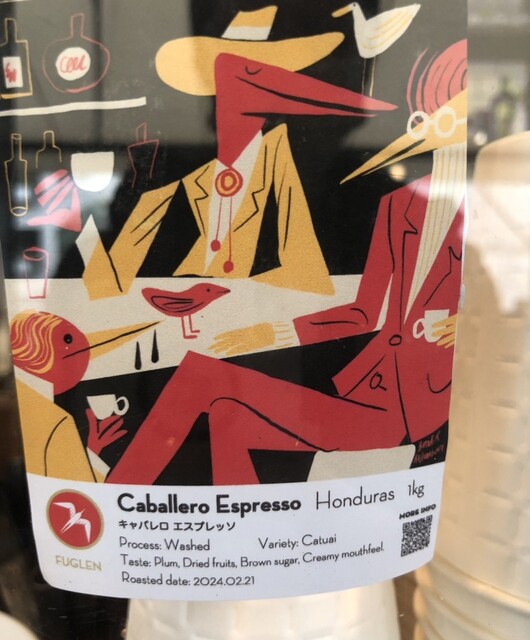 Caballero Espresso Honduras 1kg
キャバレロ エスプレッソ
MORE INFO
Process: Washed Variety: Catuai
Taste: Plum, Dried fruits, Brown sugar, Creamy mouthfeel.
Roasted date: 2024.02.21
FUGLEN